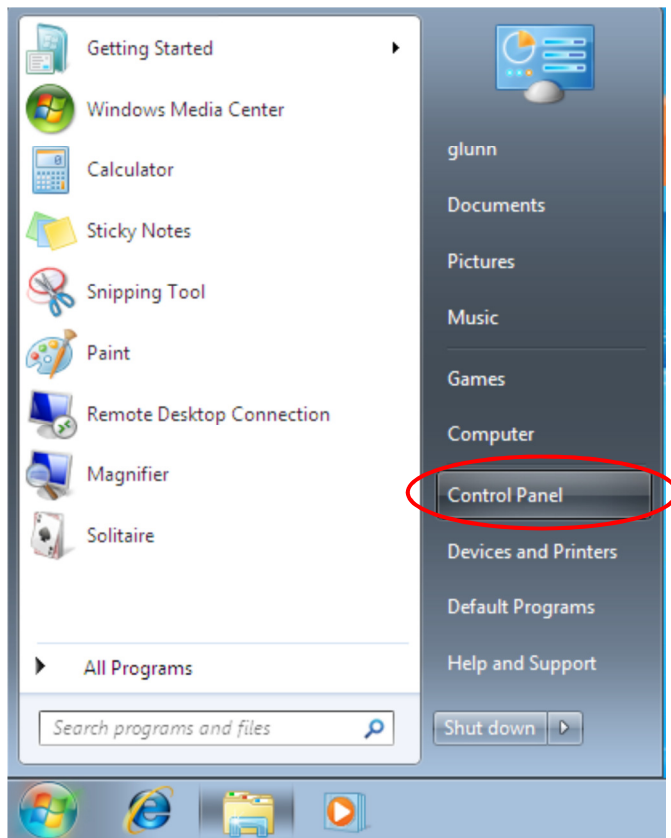 Getting Started
Windows Media Center
Calculator
Sticky Notes
Snipping Tool
Paint
Remote Desktop Connection
Magnifier
Solitaire
All Programs
Search programs and files
glunn
Documents
Pictures
Music
Games
Computer
Control Panel
Devices and Printers
Default Programs
Help and Support
Shut down